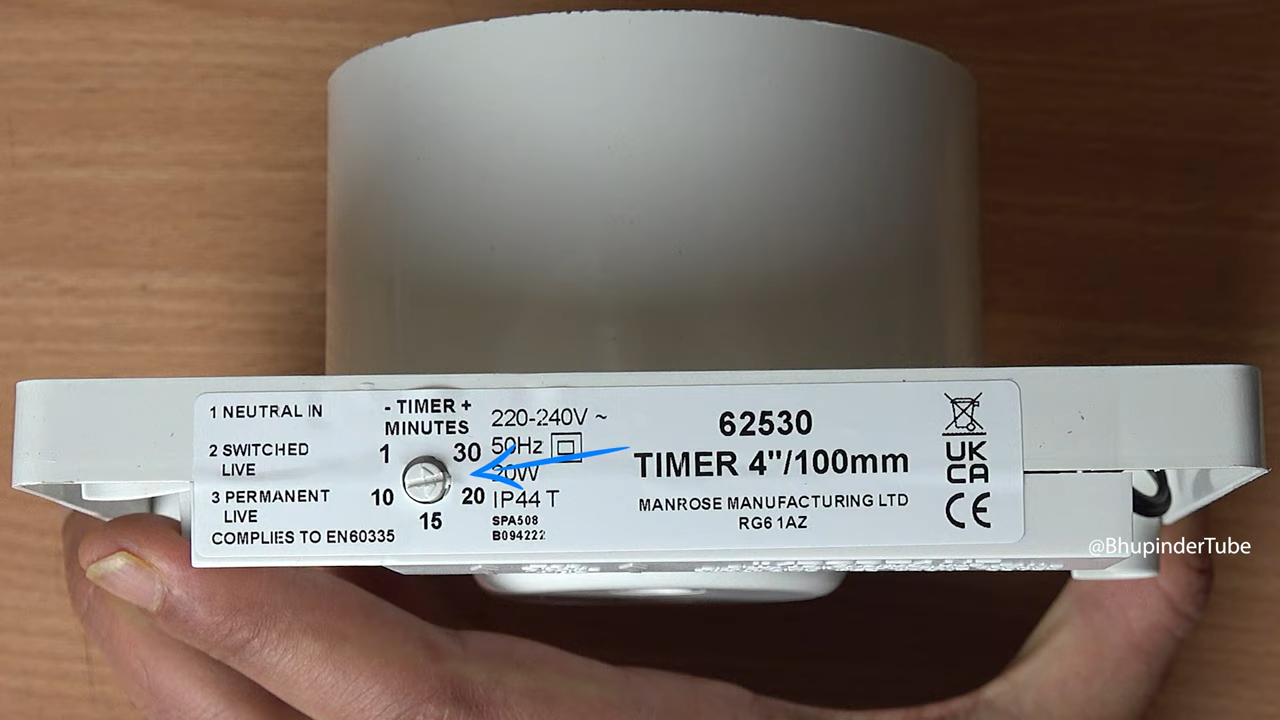 1 NEUTRAL IN
2 SWITCHED
LIVE
3 PERMANENT
LIVE
COMPLIES TO EN60335
- TIMER +
MINUTES
1 30
10 20
15
220-240V ~
50Hz
20W
IP44 T
SPA508
B094222
62530
TIMER 4"/100mm
MANROSE MANUFACTURING LTD
RG6 1AZ
UK
CA
CE
@BhupinderTube